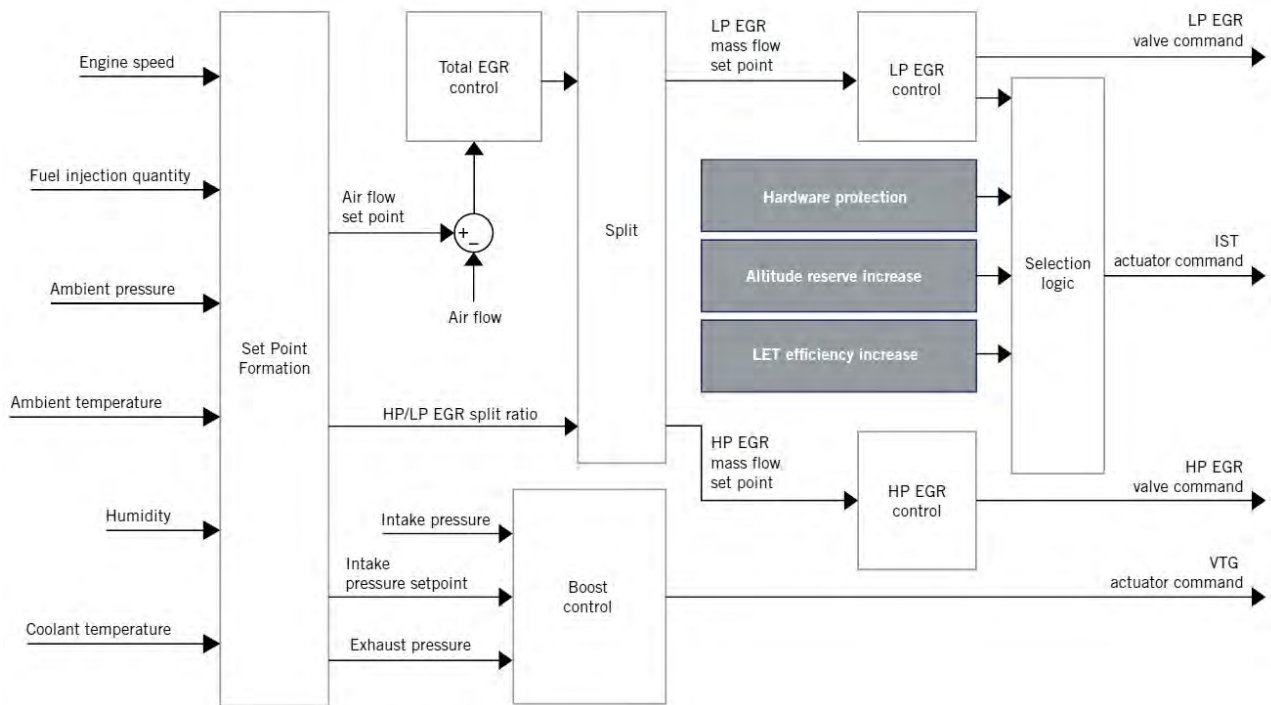 Engine speed
Fuel injection quantity
Ambient pressure
Ambient temperature
Humidity
Coolant temperature
Set Point
Formation
Air flow
set point
+
−
Air flow
Total EGR
control
HP/LP EGR split ratio
Split
Intake pressure
Intake
pressure setpoint
Exhaust pressure
Boost
control
LP EGR
mass flow
set point
LP EGR
control
Hardware protection
Altitude reserve increase
LET efficiency increase
HP EGR
mass flow
set point
HP EGR
control
Selection
logic
LP EGR
valve command
IST
actuator command
HP EGR
valve command
VTG
actuator command